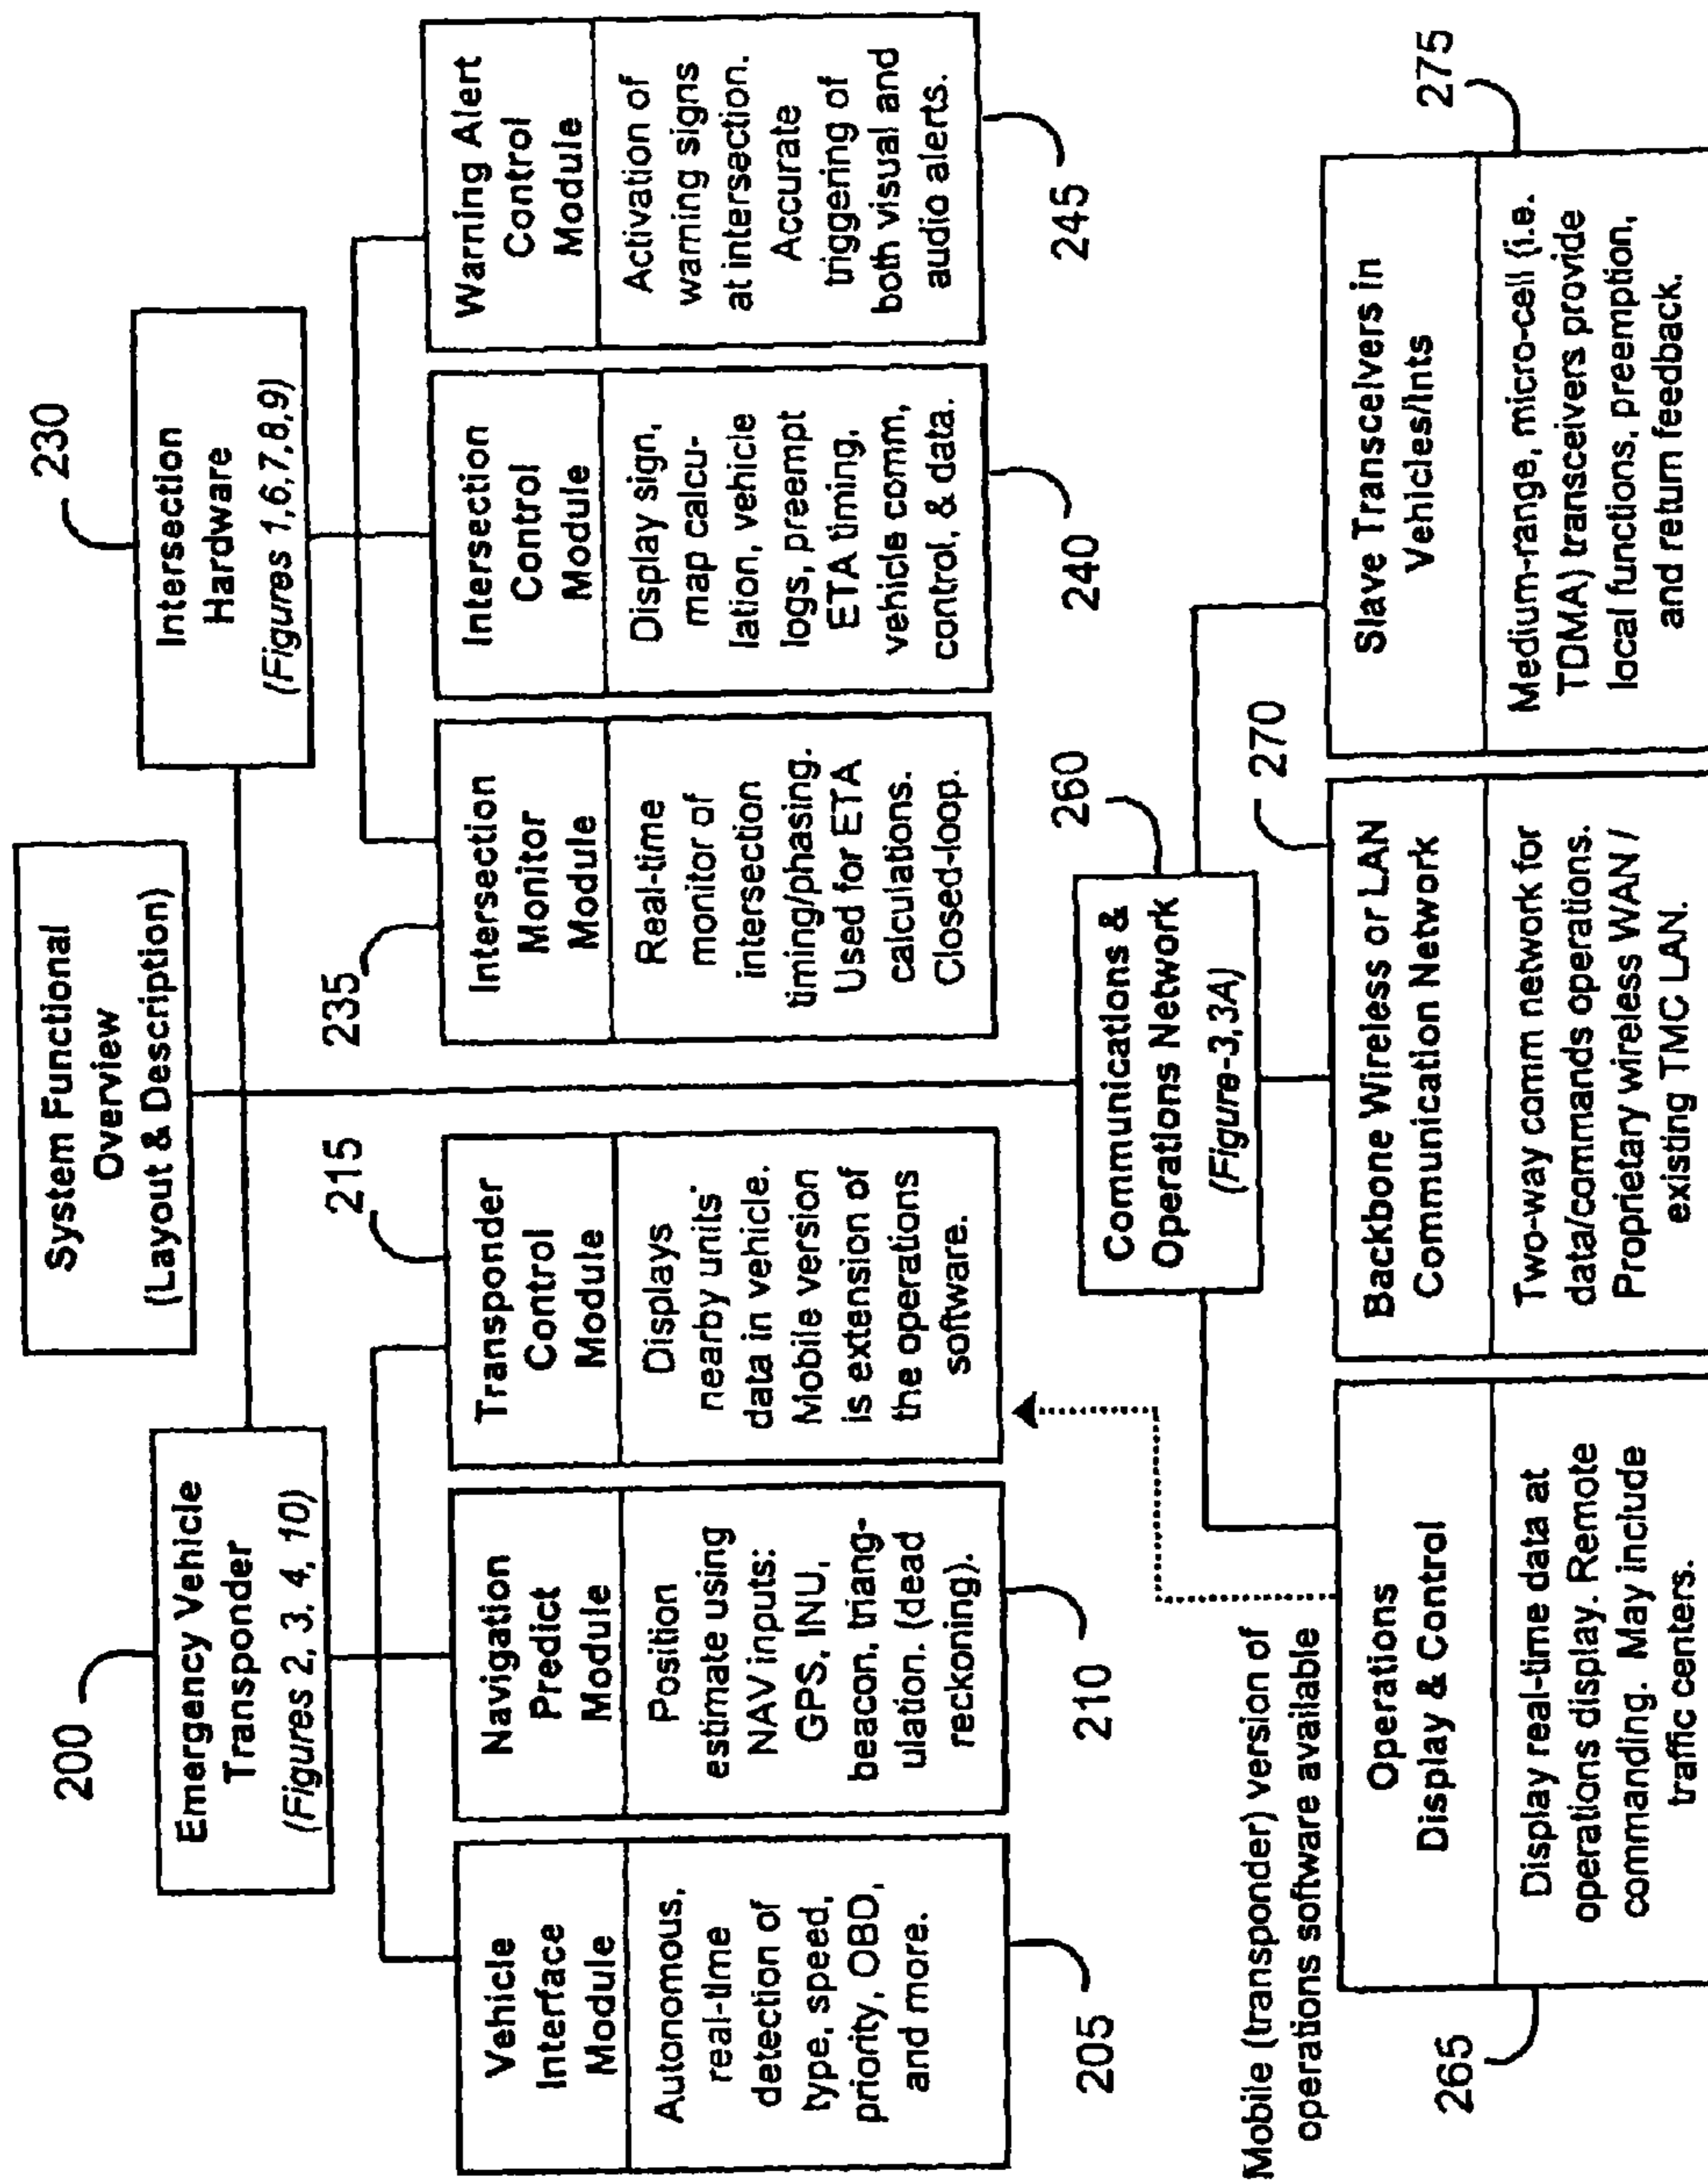 System Functional
Overview
(Layout & Description)
200
Emergency Vehicle
Transponder
(Figures 2, 3, 4, 10)
230
Intersection
Hardware
(Figures 1,6,7,8,9)
Vehicle
Interface
Module
Autonomous,
real-time
detection of
type, speed,
priority, OBD,
and more.
205
Navigation
Predict
Module
Position
estimate using
NAV inputs:
GPS, INU,
beacon, triang-
ulation. (dead
reckoning).
210
215
Transponder
Control
Module
Displays
nearby units'
data in vehicle.
Mobile version
is extension of
the operations
software.
235
Intersection
Monitor
Module
Real-time
monitor of
intersection
timing/phasing.
Used for ETA
calculations.
Closed-loop.
Intersection
Control
Module
Display sign,
map calcu-
lation, vehicle
logs, preempt
ETA timing,
vehicle comm,
control, & data.
240
Warning Alert
Control
Module
Activation of
warning signs
at intersection.
Accurate
triggering of
both visual and
audio alerts.
245
Mobile (transponder) version of
operations software available
260
Communications &
Operations Network
(Figure-3,3A)
265
Operations
Display & Control
Display real-time data at
operations display. Remote
commanding. May include
traffic centers.
270
Backbone Wireless or LAN
Communication Network
Two-way comm network for
data/commands operations.
Proprietary wireless WAN /
existing TMC LAN.
275
Slave Transceivers in
Vehicles/Ints
Medium-range, micro-cell (i.e.
TDMA) transceivers provide
local functions, preemption,
and return feedback.